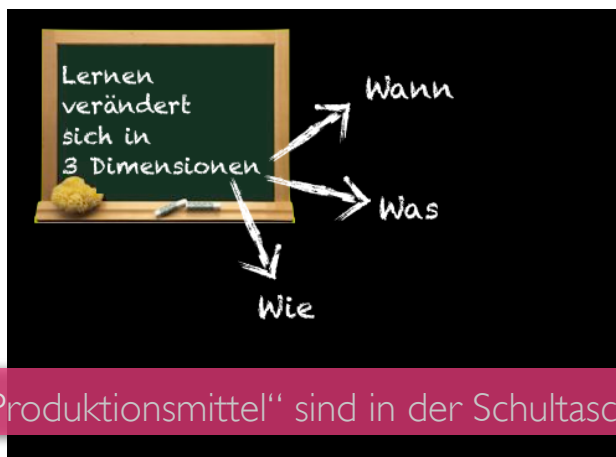 Lernen
verändert
sich in
3 Dimensionen
Wann
Was
Wie
Produktionsmittel“ sind in der Schultasc